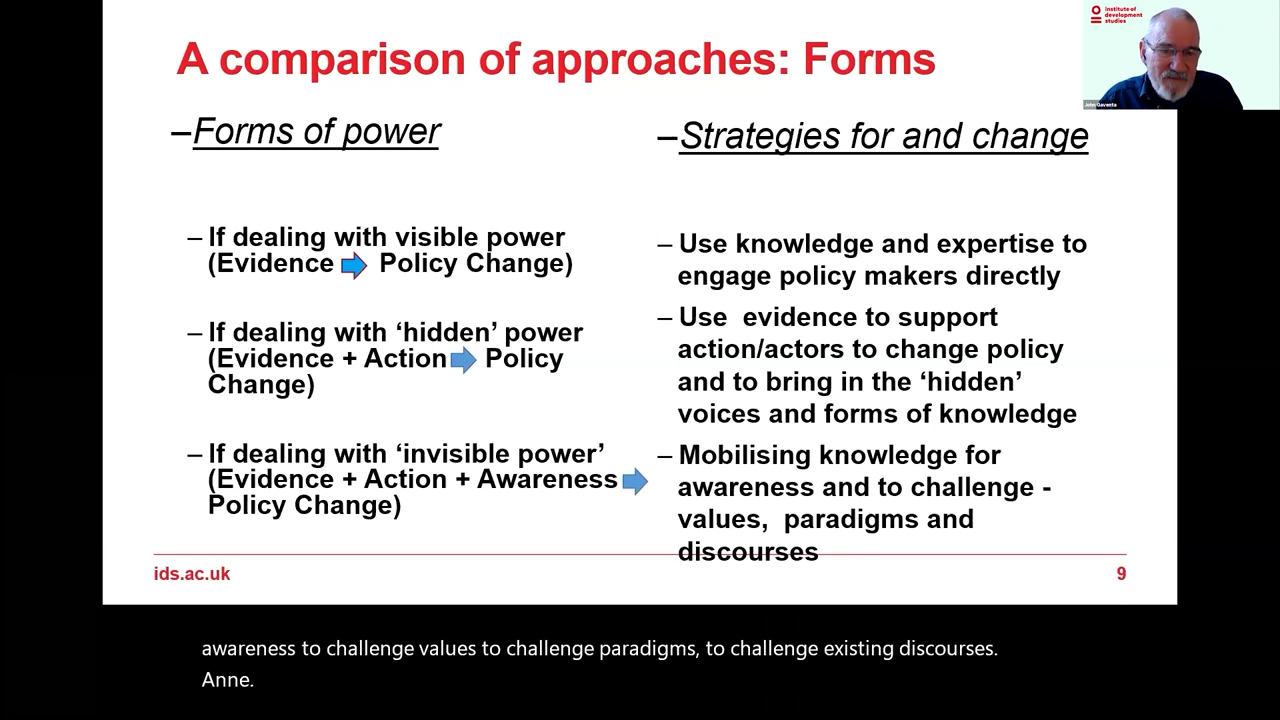 A comparison of approaches: Forms
institute of
development
studies
John Gaventa
–Forms of power
– If dealing with visible power
(Evidence Policy Change)
– If dealing with ‘hidden’ power
(Evidence + Action Policy
Change)
– If dealing with ‘invisible power’
(Evidence + Action + Awareness
Policy Change)
–Strategies for and change
– Use knowledge and expertise to
engage policy makers directly
– Use evidence to support
action/actors to change policy
and to bring in the ‘hidden’
voices and forms of knowledge
– Mobilising knowledge for
awareness and to challenge -
values, paradigms and
discourses
ids.ac.uk
9
awareness to challenge values to challenge paradigms, to challenge existing discourses.
Anne.